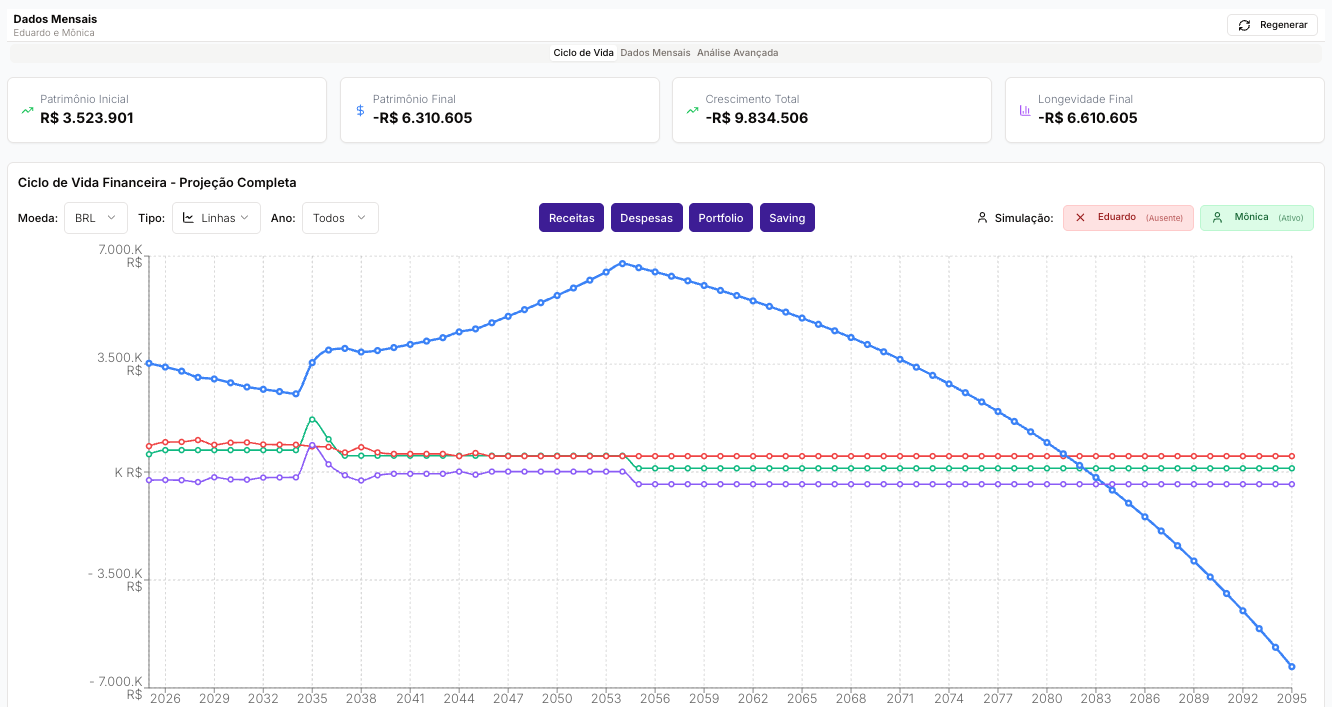 Dados Mensais
Eduardo e Mônica
Regenerar
Ciclo de Vida Dados Mensais Análise Avançada
Patrimônio Inicial
R$ 3.523.901
Patrimônio Final
-R$ 6.310.605
Crescimento Total
-R$ 9.834.506
Longevidade Final
-R$ 6.610.605
Ciclo de Vida Financeira - Projeção Completa
Moeda: BRL Tipo: Linhas Ano: Todos Receitas Despesas Portfolio Saving Simulação: Eduardo (Ausente) Mônica (Ativo)
7.000.K
R$
3.500.K
R$
K R$
- 3.500.K
R$
- 7.000.K
R$
2026 2029 2032 2035 2038 2041 2044 2047 2050 2053 2056 2059 2062 2065 2068 2071 2074 2077 2080 2083 2086 2089 2092 2095